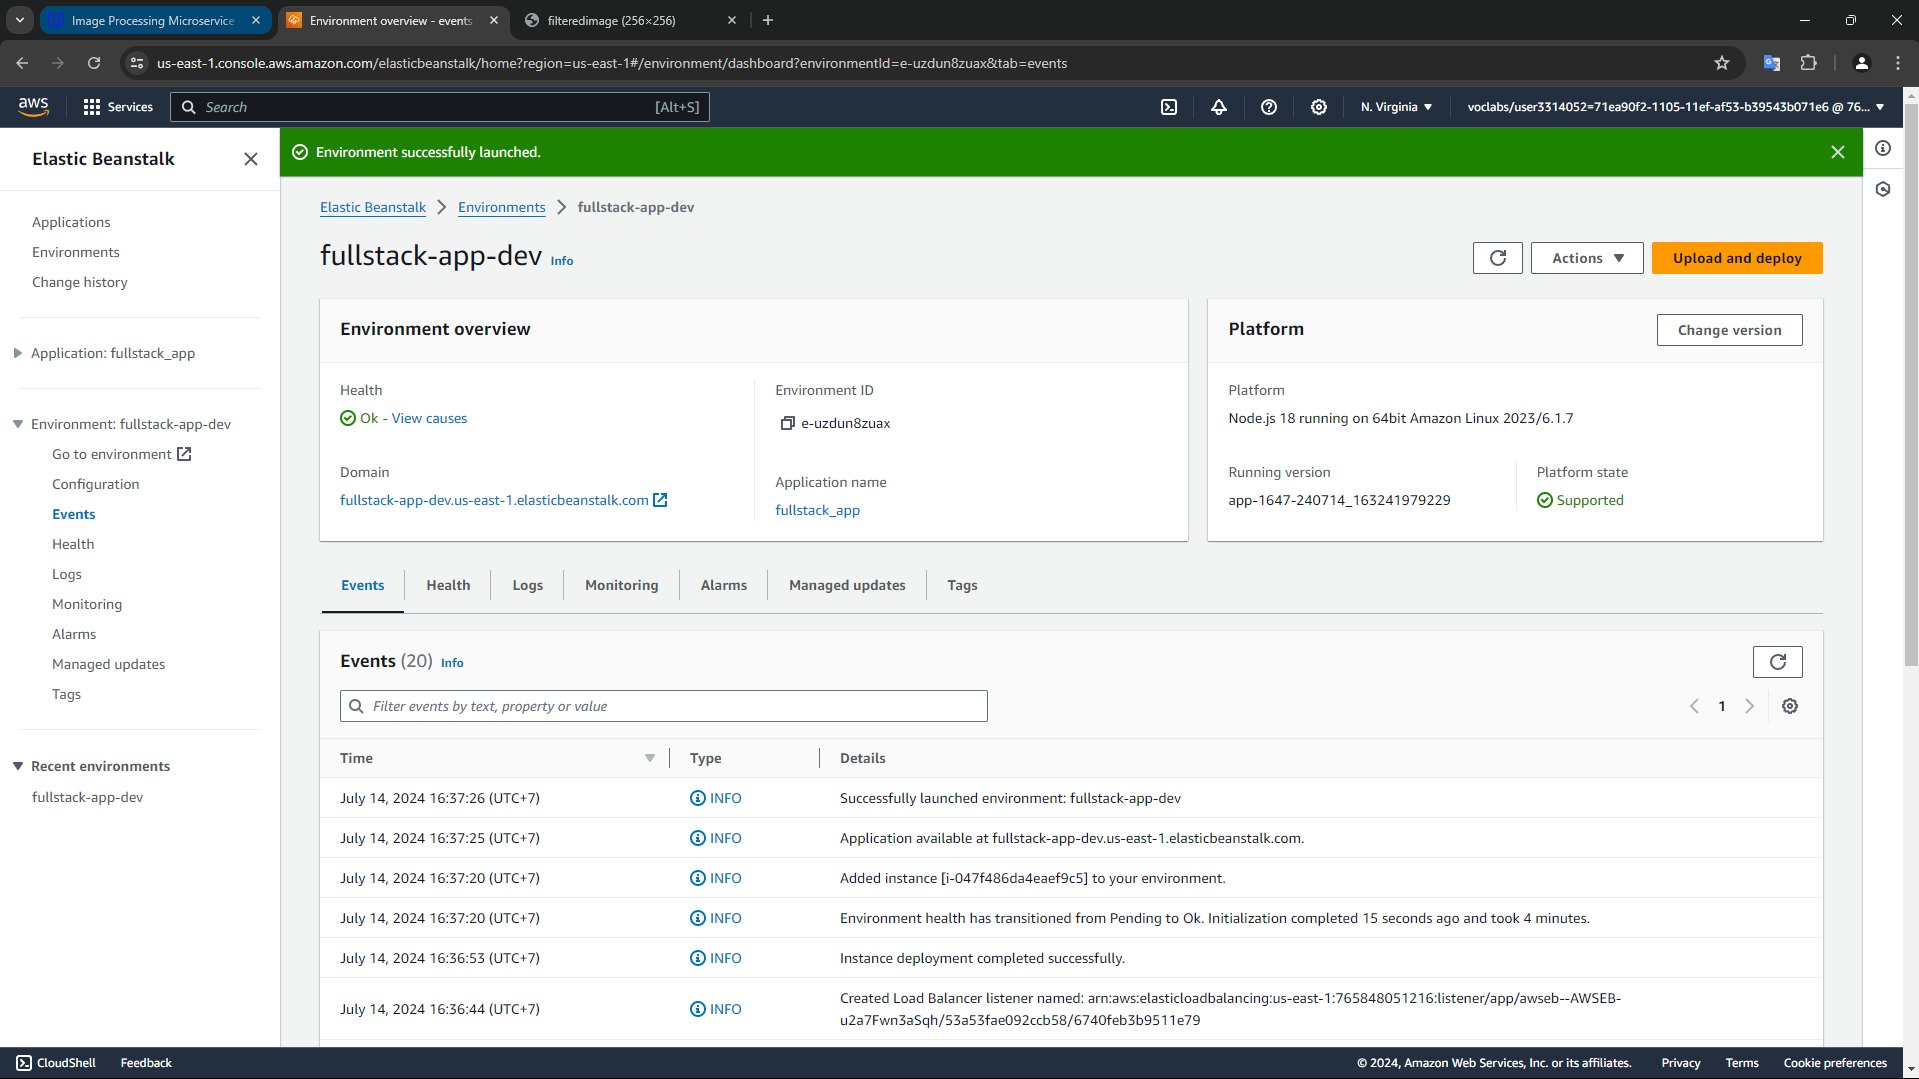 Image Processing Microservice
Environment overview - events
filteredimage (256×256)
us-east-1.console.aws.amazon.com/elasticbeanstalk/home?region=us-east-1#/environment/dashboard?environmentId=e-uzdun8zuax&tab=events
aws
Services
Search
[Alt+S]
N. Virginia
voclabs/user3314052=71ea90f2-1105-11ef-af53-b39543b071e6 @ 76...
Elastic Beanstalk
Applications
Environments
Change history
Application: fullstack_app
Environment: fullstack-app-dev
Go to environment
Configuration
Events
Health
Logs
Monitoring
Alarms
Managed updates
Tags
Recent environments
fullstack-app-dev
Environment successfully launched.
Elastic Beanstalk
Environments
fullstack-app-dev
fullstack-app-dev Info
Actions
Upload and deploy
Environment overview
Health
Ok - View causes
Domain
fullstack-app-dev.us-east-1.elasticbeanstalk.com
Environment ID
e-uzdun8zuax
Application name
fullstack_app
Platform
Change version
Platform
Node.js 18 running on 64bit Amazon Linux 2023/6.1.7
Running version
app-1647-240714_163241979229
Platform state
Supported
Events
Health
Logs
Monitoring
Alarms
Managed updates
Tags
Events (20) Info
Filter events by text, property or value
1
Time Type Details
July 14, 2024 16:37:26 (UTC+7) INFO Successfully launched environment: fullstack-app-dev
July 14, 2024 16:37:25 (UTC+7) INFO Application available at fullstack-app-dev.us-east-1.elasticbeanstalk.com.
July 14, 2024 16:37:20 (UTC+7) INFO Added instance [i-047f486da4eaef9c5] to your environment.
July 14, 2024 16:37:20 (UTC+7) INFO Environment health has transitioned from Pending to Ok. Initialization completed 15 seconds ago and took 4 minutes.
July 14, 2024 16:36:53 (UTC+7) INFO Instance deployment completed successfully.
July 14, 2024 16:36:44 (UTC+7) INFO Created Load Balancer listener named: arn:aws:elasticloadbalancing:us-east-1:765848051216:listener/app/awseb--AWSEB-
u2a7Fwn3aSqh/53a53fae092ccb58/6740feb3b9511e79
CloudShell
Feedback
© 2024, Amazon Web Services, Inc. or its affiliates.
Privacy
Terms
Cookie preferences